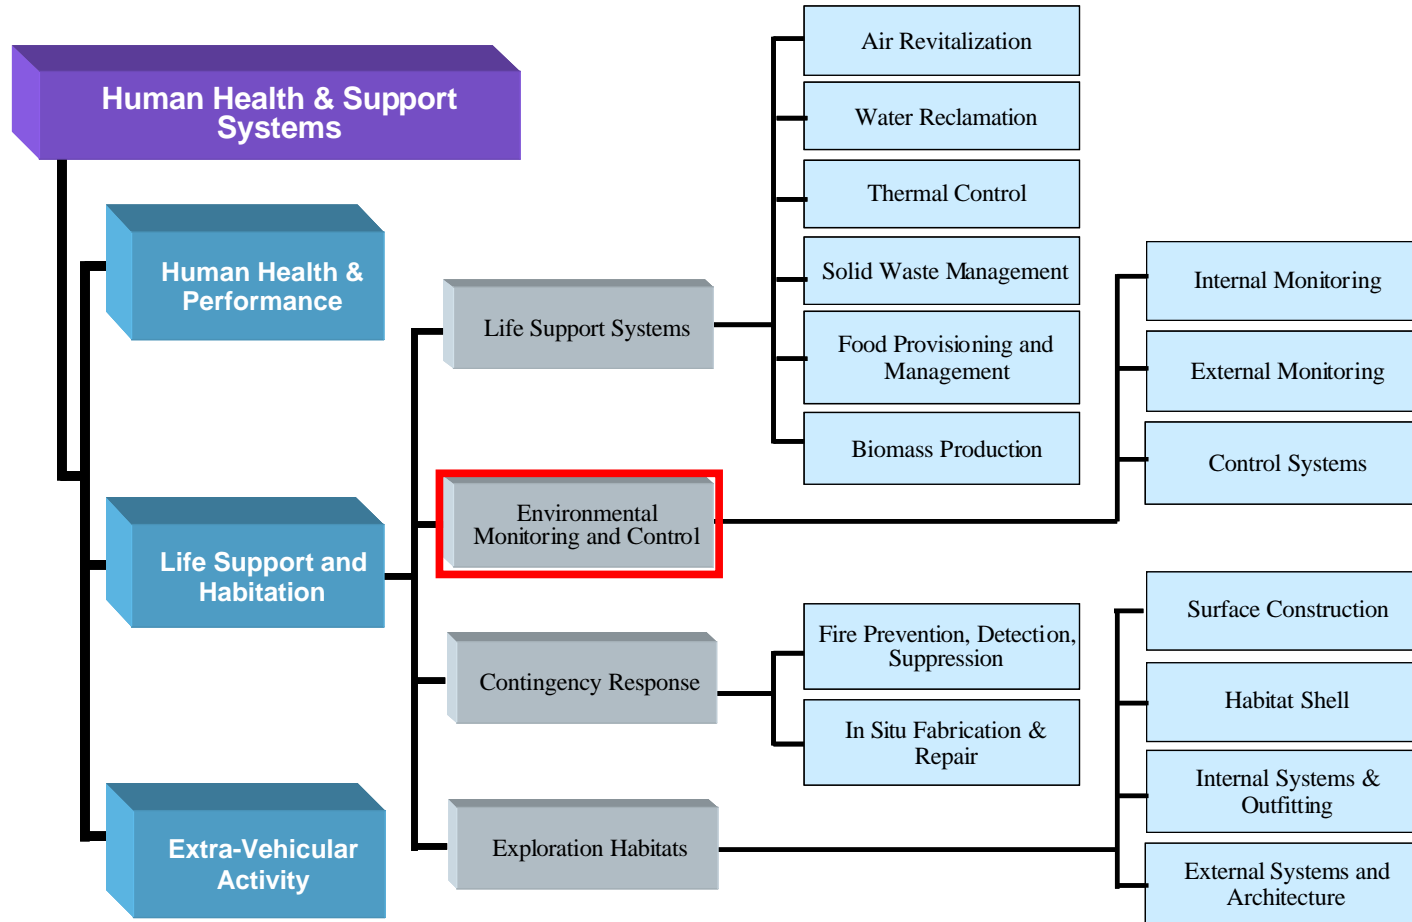 Human Health & Support
Systems
Human Health &
Performance
Life Support and
Habitation
Extra-Vehicular
Activity
Life Support Systems
Environmental
Monitoring and Control
Contingency Response
Exploration Habitats
Air Revitalization
Water Reclamation
Thermal Control
Solid Waste Management
Food Provisioning and
Management
Biomass Production
Fire Prevention, Detection,
Suppression
In Situ Fabrication &
Repair
Internal Monitoring
External Monitoring
Control Systems
Surface Construction
Habitat Shell
Internal Systems &
Outfitting
External Systems and
Architecture